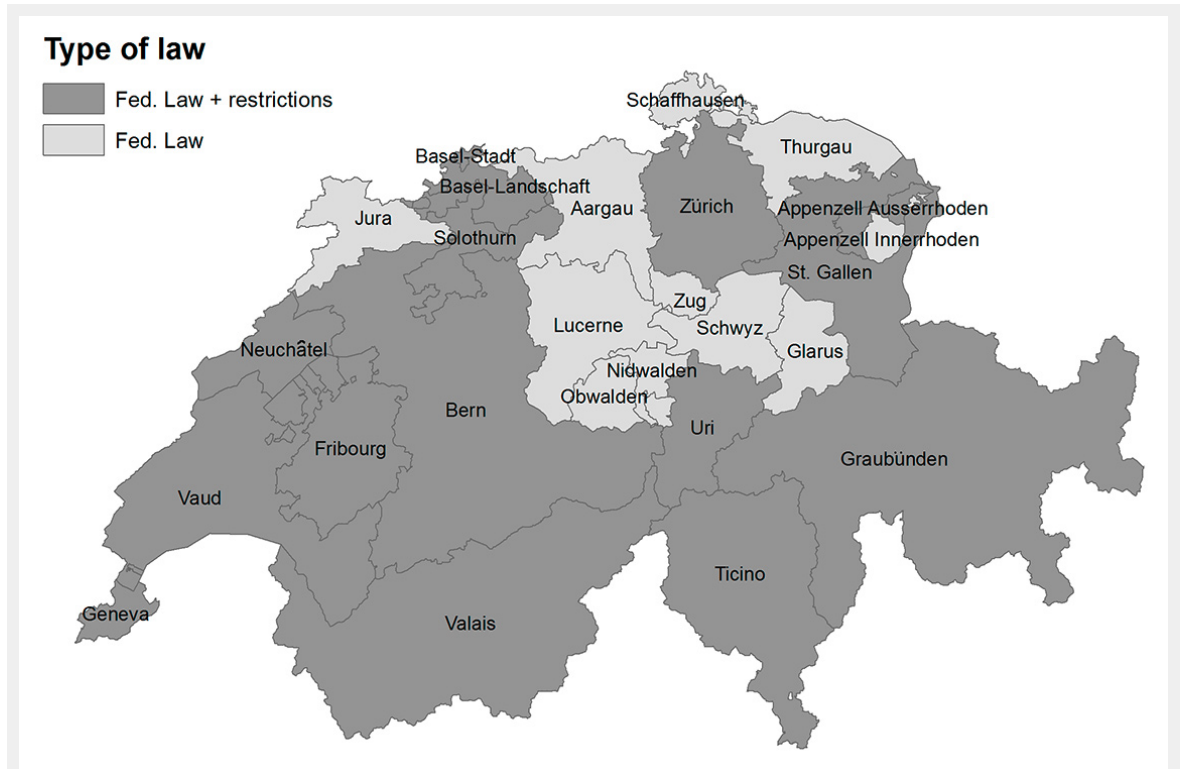 Type of law
Fed. Law + restrictions
Fed. Law
Schaffhausen
Basel-Stadt
Thurgau
Basel-Landschaft
Aargau
Zürich
Appenzell Ausserrhoden
Jura
Solothurn
Appenzell Innerrhoden
St. Gallen
Zug
Lucerne
Schwyz
Neuchâtel
Glarus
Nidwalden
Obwalden
Bern
Uri
Fribourg
Graubünden
Vaud
Ticino
Geneva
Valais